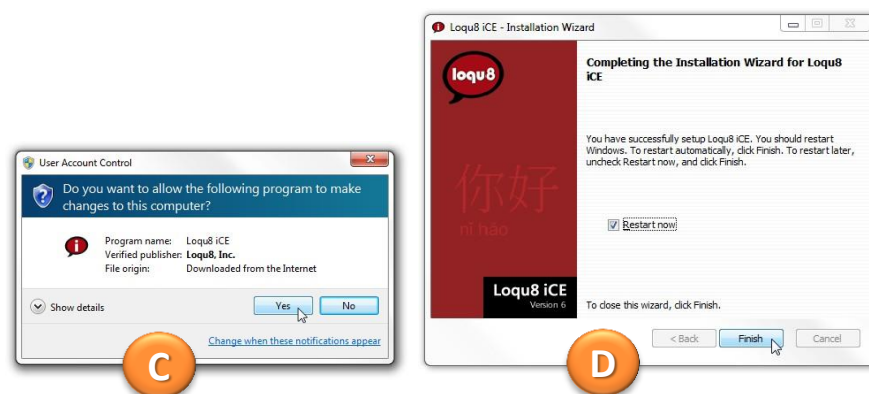 User Account Control
Do you want to allow the following program to make
changes to this computer?
Program name: Loqu8 iCE
Verified publisher: Loqu8, Inc.
File origin: Downloaded from the Internet
Show details
Yes
No
Change when these notifications appear
C
Loqu8 iCE - Installation Wizard
loqu8
Completing the Installation Wizard for Loqu8
iCE
You have successfully setup Loqu8 iCE. You should restart
Windows. To restart automatically, click Finish. To restart later,
uncheck Restart now, and click Finish.
你好
nǐ hǎo
Restart now
Loqu8 iCE
Version 6
To close this wizard, click Finish.
< Back
Finish
Cancel
D